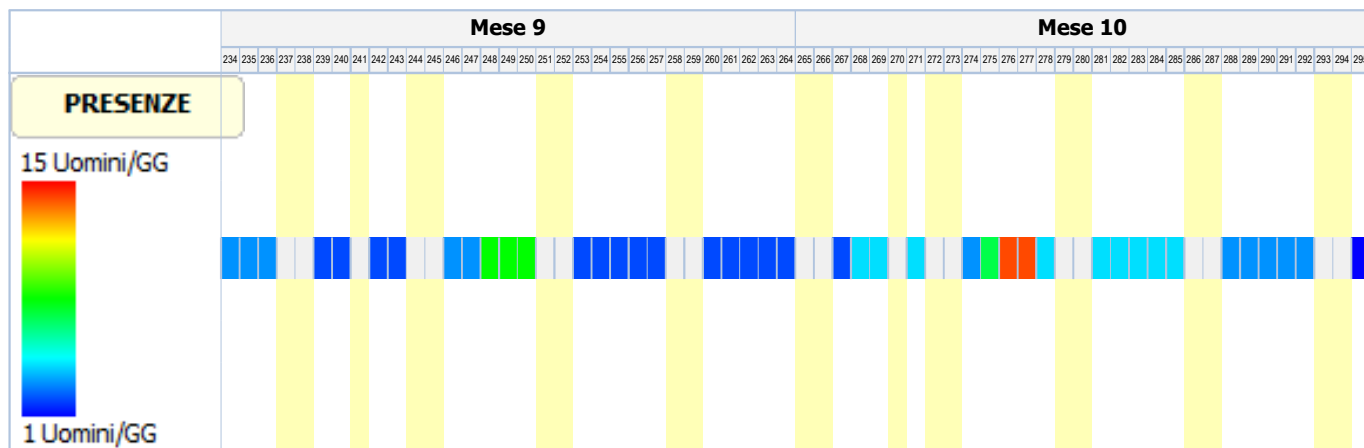 Mese 9 Mese 10
234 235 236 237 238 239 240 241 242 243 244 245 246 247 248 249 250 251 252 253 254 255 256 257 258 259 260 261 262 263 264 265 266 267 268 269 270 271 272 273 274 275 276 277 278 279 280 281 282 283 284 285 286 287 288 289 290 291 292 293 294 295
PRESENZE
15 Uomini/GG
1 Uomini/GG